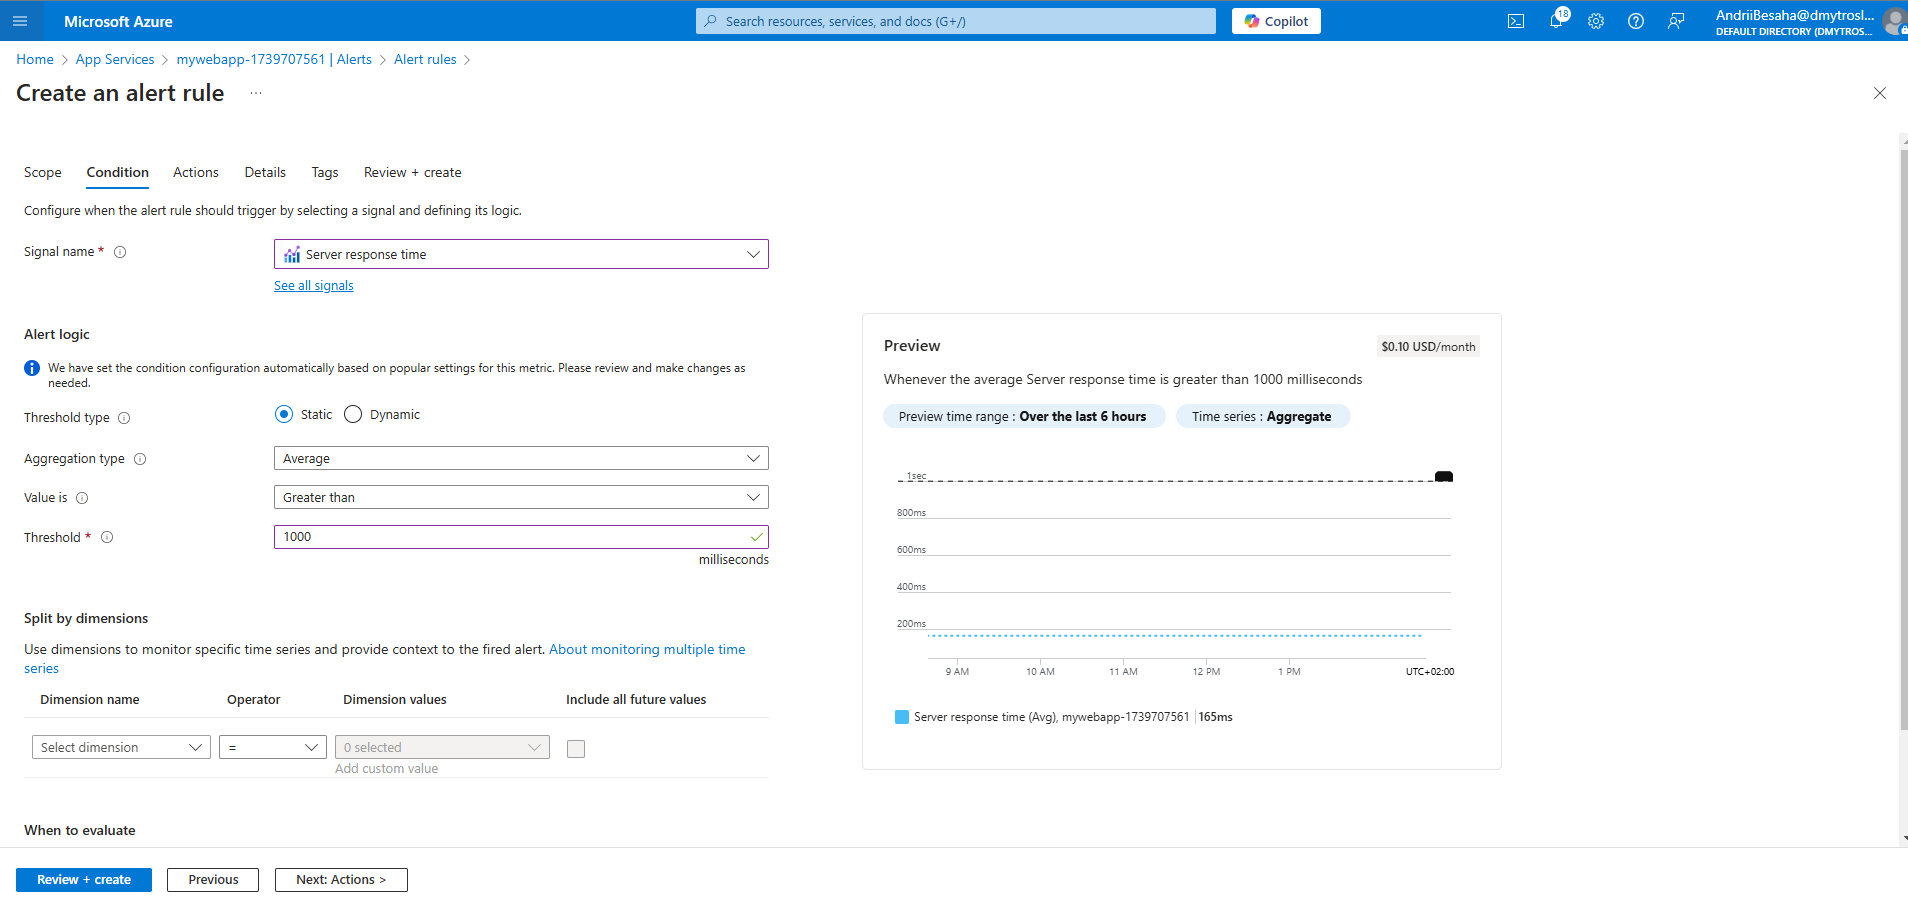 Microsoft Azure
Search resources, services, and docs (G+/)
Copilot
18
AndriiBesaha@dmytrosl...
DEFAULT DIRECTORY (DMYTROS...
Home > App Services > mywebapp-1739707561 | Alerts > Alert rules >
Create an alert rule ...
Scope Condition Actions Details Tags Review + create
Configure when the alert rule should trigger by selecting a signal and defining its logic.
Signal name *
Server response time
See all signals
Alert logic
We have set the condition configuration automatically based on popular settings for this metric. Please review and make changes as
needed.
Threshold type
Static
Dynamic
Aggregation type
Average
Value is
Greater than
Threshold *
1000
milliseconds
Split by dimensions
Use dimensions to monitor specific time series and provide context to the fired alert. About monitoring multiple time
series
Dimension name Operator Dimension values Include all future values
Select dimension = 0 selected
Add custom value
When to evaluate
Preview
$0.10 USD/month
Whenever the average Server response time is greater than 1000 milliseconds
Preview time range : Over the last 6 hours
Time series : Aggregate
1sec
800ms
600ms
400ms
200ms
9 AM 10 AM 11 AM 12 PM 1 PM UTC+02:00
Server response time (Avg), mywebapp-1739707561 | 165ms
Review + create
Previous
Next: Actions >